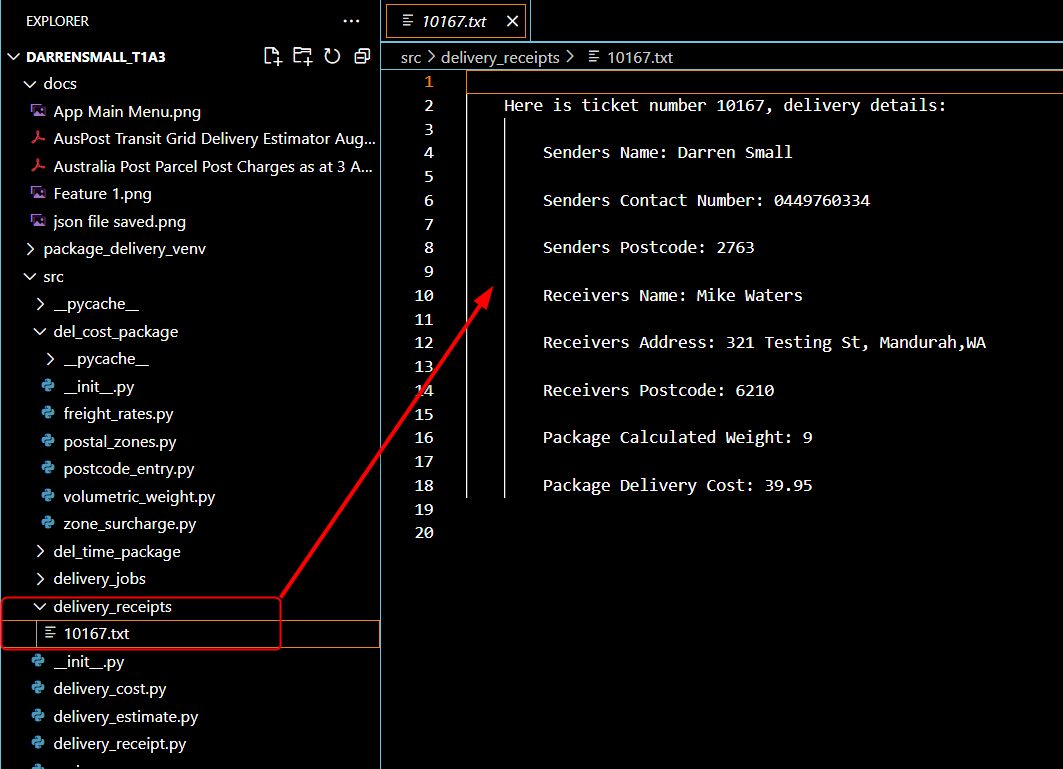 EXPLORER
...
DARRENSMALL_T1A3
docs
App Main Menu.png
AusPost Transit Grid Delivery Estimator Aug...
Australia Post Parcel Post Charges as at 3 A...
Feature 1.png
json file saved.png
package_delivery_venv
src
__pycache__
del_cost_package
__pycache__
__init__.py
freight_rates.py
postal_zones.py
postcode_entry.py
volumetric_weight.py
zone_surcharge.py
del_time_package
delivery_jobs
delivery_receipts
10167.txt
__init__.py
delivery_cost.py
delivery_estimate.py
delivery_receipt.py
10167.txt
src > delivery_receipts > 10167.txt
1
2 Here is ticket number 10167, delivery details:
3
4 Senders Name: Darren Small
5
6 Senders Contact Number: 0449760334
7
8 Senders Postcode: 2763
9
10 Receivers Name: Mike Waters
11
12 Receivers Address: 321 Testing St, Mandurah,WA
13
14 Receivers Postcode: 6210
15
16 Package Calculated Weight: 9
17
18 Package Delivery Cost: 39.95
19
20